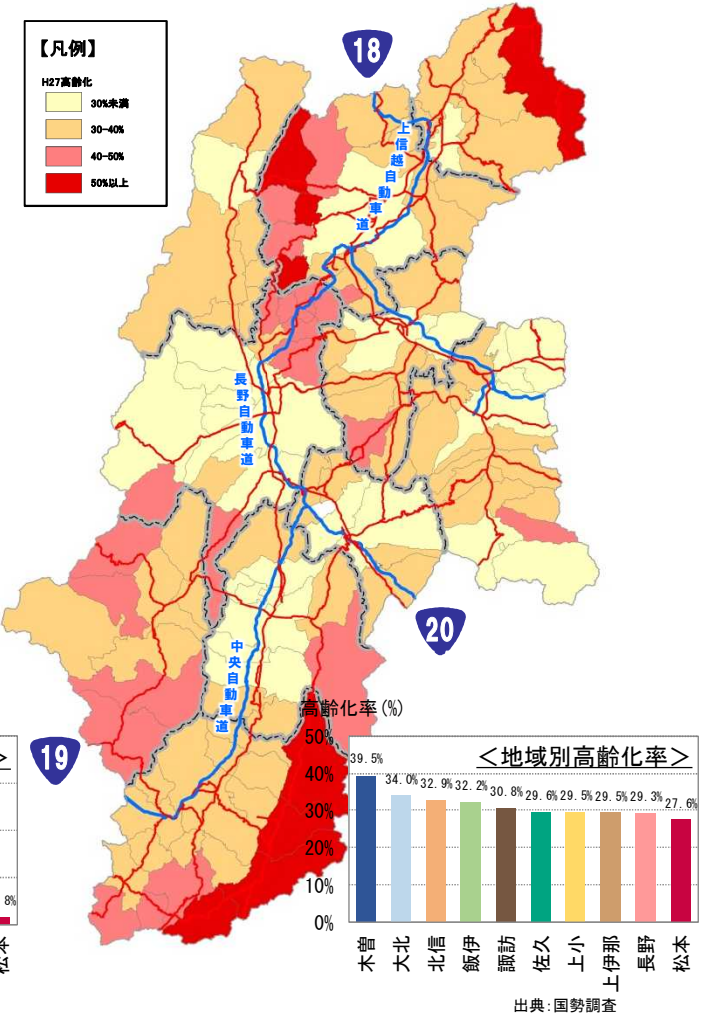 【凡例】
H27高齢化
30%未満
30-40%
40-50%
50%以上
18
上信越自動車道
長野自動車道
20
中央自動車道
19
高齢化率(%)
＞
＜地域別高齢化率＞
50%
40%
30%
20%
10%
0%
39.5%
34.0%
32.9%
32.2%
30.8%
29.6%
29.5%
29.5%
29.3%
27.6%
8%
松本
木曽
大北
北信
飯伊
諏訪
佐久
上小
上伊那
長野
松本
出典:国勢調査